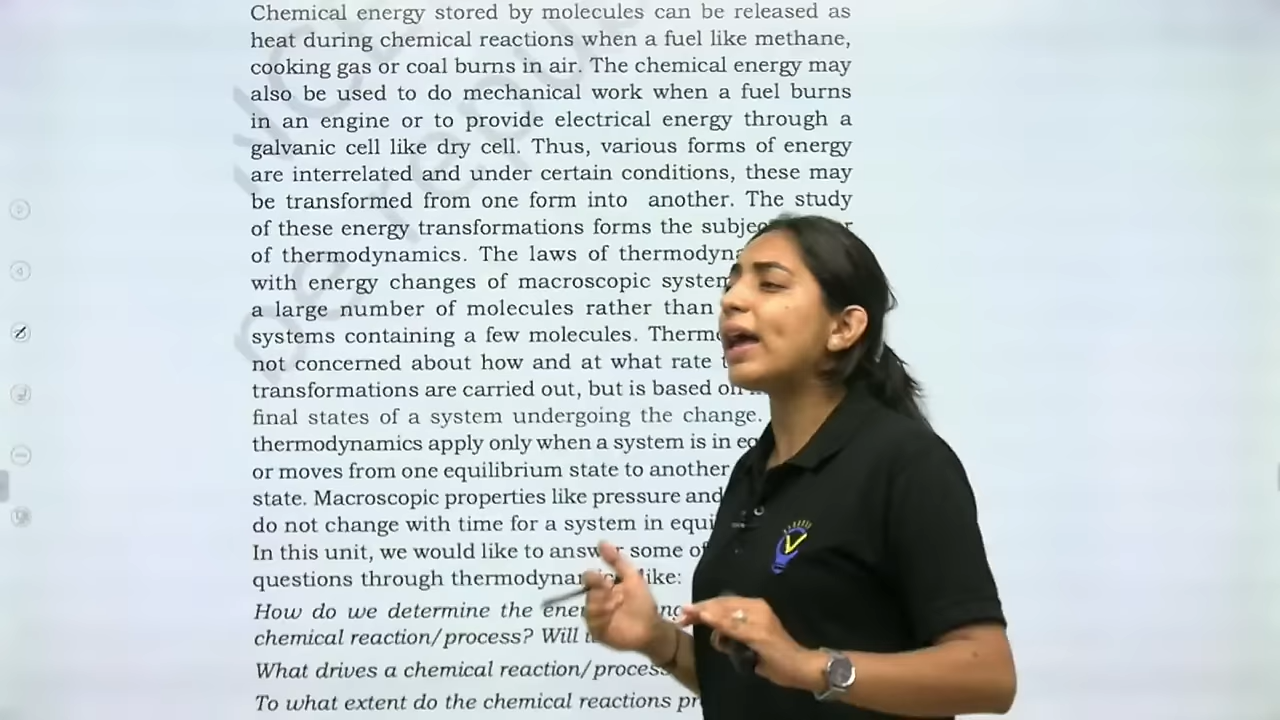 Chemical energy stored by molecules can be released as
heat during chemical reactions when a fuel like methane,
cooking gas or coal burns in air. The chemical energy may
also be used to do mechanical work when a fuel burns
in an engine or to provide electrical energy through a
galvanic cell like dry cell. Thus, various forms of energy
are interrelated and under certain conditions, these may
be transformed from one form into another. The study
of these energy transformations forms the
of thermodynamics. The laws of
with energy changes of macroscopic
a large number of molecules rather than
systems containing a few molecules.
not concerned about how and at what rate
transformations are carried out, but is based
final states of a system undergoing the change.
thermodynamics apply only when a system is in
or moves from one equilibrium state to another
state. Macroscopic properties like pressure and
do not change with time for a system in
In this unit, we would like to answer some
questions through like:
How do we determine the
chemical reaction/process? Will
What drives a chemical reaction/process
To what extent do the chemical reactions